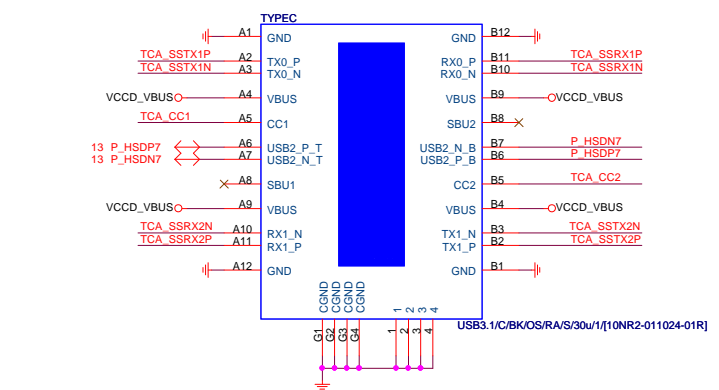 TYPEC
A1 GND GND B12
TCA_SSTX1P A2 TX0_P RX0_P B11 TCA_SSRX1P
TCA_SSTX1N A3 TX0_N RX0_N B10 TCA_SSRX1N
VCCD_VBUS A4 VBUS VBUS B9 VCCD_VBUS
TCA_CC1 A5 CC1 SBU2 B8
13 P_HSDP7 A6 USB2_P_T USB2_N_B B7 P_HSDN7
13 P_HSDN7 A7 USB2_N_T USB2_P_B B6 P_HSDP7
A8 SBU1 CC2 B5 TCA_CC2
VCCD_VBUS A9 VBUS VBUS B4 VCCD_VBUS
TCA_SSRX2N A10 RX1_N TX1_N B3 TCA_SSTX2N
TCA_SSRX2P A11 RX1_P TX1_P B2 TCA_SSTX2P
A12 GND GND B1
CGND CGND CGND CGND 1 2 3 4
G1 G2 G3 G4 1 2 3 4
USB3.1/C/BK/OS/RA/S/30u/1/[10NR2-011024-01R]